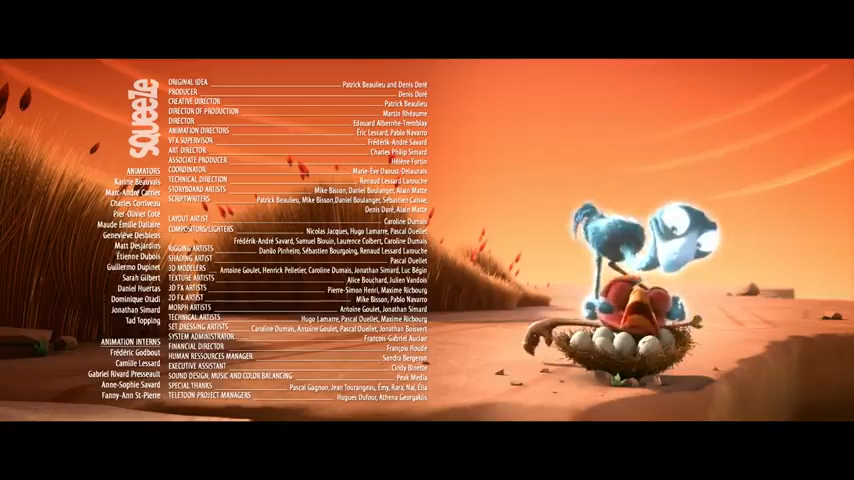 squeeze
ORIGINAL IDEA Patrick Beaulieu and Denis Doré
PRODUCER Denis Doré
CREATIVE DIRECTOR Patrick Beaulieu
DIRECTOR OF PRODUCTION Martin Rhéaume
DIRECTOR Edouard Albernhe-Tremblay
ANIMATION DIRECTORS Éric Lessard, Pabio Navarro
VFX SUPERVISOR Frédérik-André Savard
ART DIRECTOR Charles Philip Simard
ASSOCIATE PRODUCER Hélène Fortin
COORDINATOR Marie-Ève Daoust-Delaunais
TECHNICAL DIRECTION Renaud Lessard Larouche
STORYBOARD ARTISTS Mike Bisson, Daniel Boulanger, Alain Matte
SCRIPTWRITERS Patrick Beaulieu, Mike Bisson, Daniel Boulanger, Sébastien Caisse,
Denis Doré, Alain Matte
LAYOUT ARTIST Caroline Dumais
COMPOSITORS/LIGHTERS Nicolas Jacques, Hugo Lamarre, Pascal Ouellet
Frédérik-André Savard, Samuel Blouin, Laurence Colbert, Caroline Dumais
RIGGING ARTISTS Danilo Pinheiro, Sébastien Bourgoing, Renaud Lessard Larouche
SHADING ARTIST Pascal Ouellet
3D MODELERS Antoine Goulet, Henrick Pelletier, Caroline Dumais, Jonathan Simard, Luc Bégin
TEXTURE ARTISTS Alice Bouchard, Julien Vandois
3D FX ARTISTS Pierre-Simon Henri, Maxime Ricbourg
2D FX ARTIST Mike Bisson, Pabio Navarro
MORPH ARTISTS Antoine Goulet, Jonathan Simard
TECHNICAL ARTISTS Hugo Lamarre, Pascal Ouellet, Maxime Ricbourg
SET DRESSING ARTISTS Caroline Dumais, Antoine Goulet, Pascal Ouellet, Jonathan Boisvert
SYSTEM ADMINISTRATOR Francois-Gabriel Auclair
FINANCIAL DIRECTOR François Houde
HUMAN RESSOURCES MANAGER Sandra Bergeron
EXECUTIVE ASSISTANT Cindy Binette
SOUND DESIGN, MUSIC AND COLOR BALANCING Peak Media
SPECIAL THANKS Pascal Gagnon, Jean Tourangeau, Émy, Rara, Naï, Élia
TELETOON PROJECT MANAGERS Hugues Dufour, Athena Georgaklis
ANIMATORS
Karine Beauvais
Marc-André Carrier
Charles Corriveau
Pier-Olivier Coté
Maude Émilie Dallaire
Geneviève Desbiens
Matt Desjardins
Étienne Dubois
Guillermo Dupinet
Sarah Gilbert
Daniel Huertas
Dominique Otadi
Jonathan Simard
Tad Topping
ANIMATION INTERNS
Frédéric Godbout
Camille Lessard
Gabriel Rivard Presseault
Anne-Sophie Savard
Fanny-Ann St-Pierre